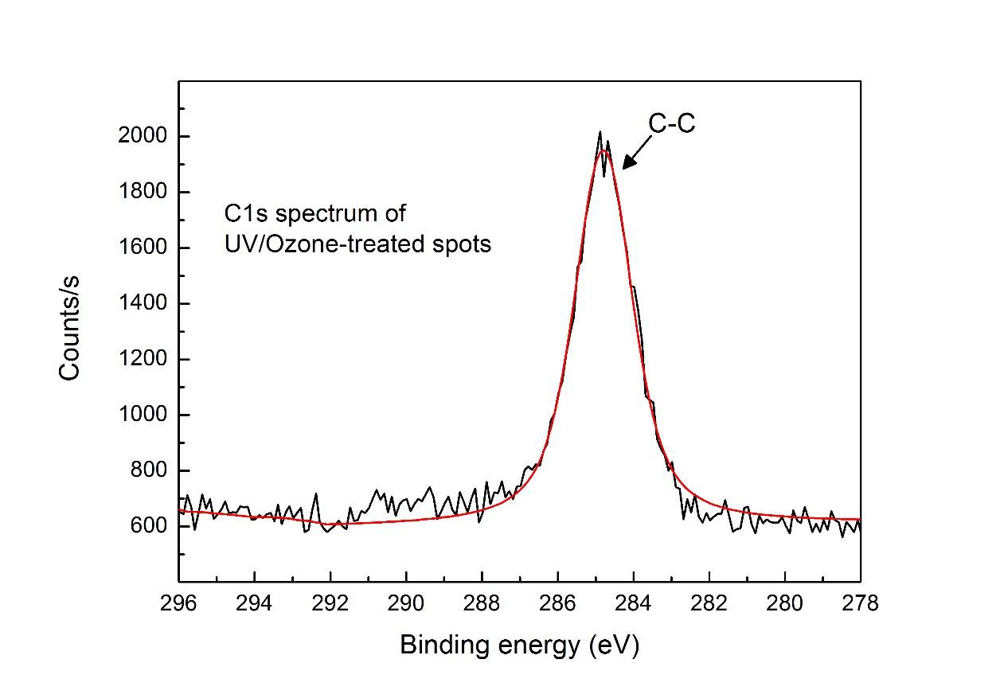 C-C
C1s spectrum of
UV/Ozone-treated spots
Counts/s
2000
1800
1600
1400
1200
1000
800
600
296 294 292 290 288 286 284 282 280 278
Binding energy (eV)